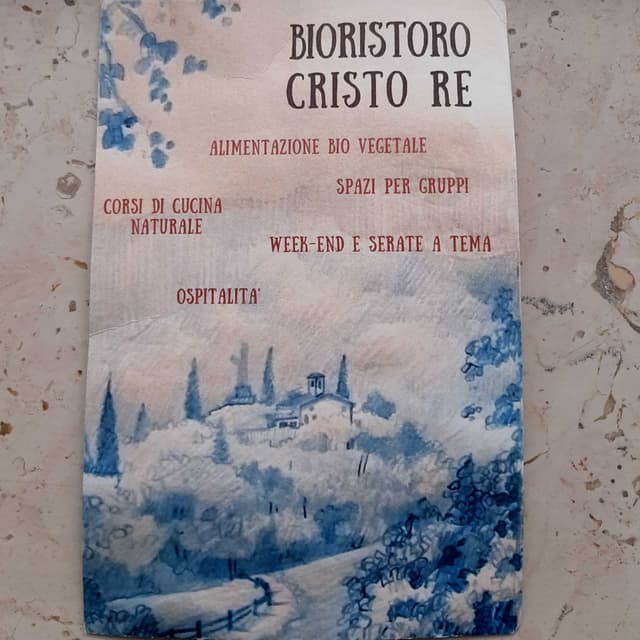 BIORISTORO
CRISTO RE
ALIMENTAZIONE BIO VEGETALE
SPAZI PER GRUPPI
CORSI DI CUCINA
NATURALE
WEEK-END E SERATE A TEMA
OSPITALITA'